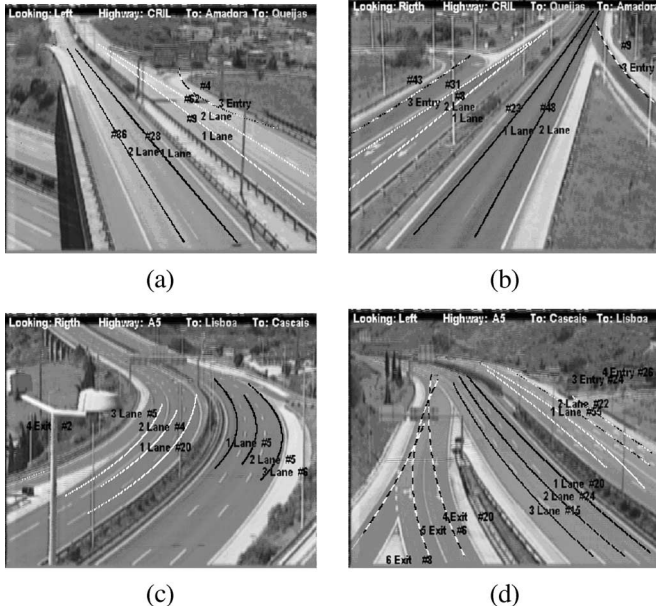 Looking: Left Highway: CRIL To: Amadora To: Queijas
#4
#62
3 Entry
#9 2 Lane
1 Lane
#36 #28
2 Lane 1 Lane
(a)
Looking: Rigth Highway: CRIL To: Queijas To: Amadora
#9
3 Entry
#43 #31
3 Entry #8
2 Lane
1 Lane
#23 #48
1 Lane 2 Lane
(b)
Looking: Rigth Highway: A5 To: Lisboa To: Cascais
3 Lane #5
4 Exit #2 2 Lane #4
1 Lane #20
1 Lane #5
2 Lane #5
3 Lane #6
(c)
Looking: Left Highway: A5 To: Cascais To: Lisboa
4 Entry #26
3 Entry #24
2 Lane #22
1 Lane #55
1 Lane #20
2 Lane #24
3 Lane #15
4 Exit #20
5 Exit #6
6 Exit #8
(d)